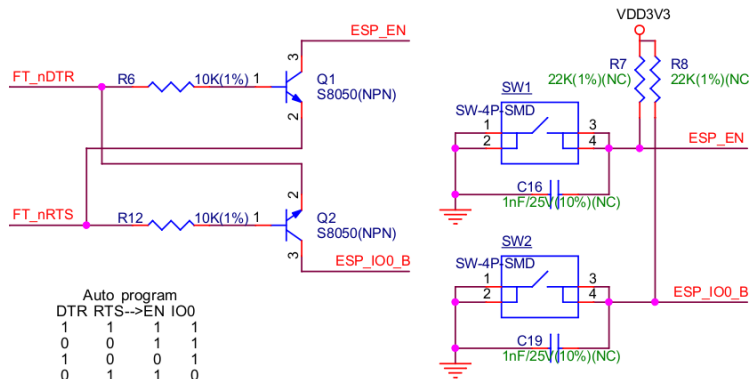 ESP_EN
3
FT_nDTR
R6
10K(1%)
1
Q1
S8050(NPN)
2
2
FT_nRTS
R12
10K(1%)
1
Q2
S8050(NPN)
3
ESP_IO0_B
Auto program
DTR RTS-->EN IO0
1 1 1 1
0 0 1 1
1 0 0 1
0 1 1 0
VDD3V3
R7
R8
22K(1%)(NC)
22K(1%)(NC
SW1
SW-4P-SMD
1
3
2
4
ESP_EN
C16
1nF/25V(10%)(NC)
SW2
SW-4P-SMD
1
3
2
4
ESP_IO0_B
C19
1nF/25V(10%)(NC)